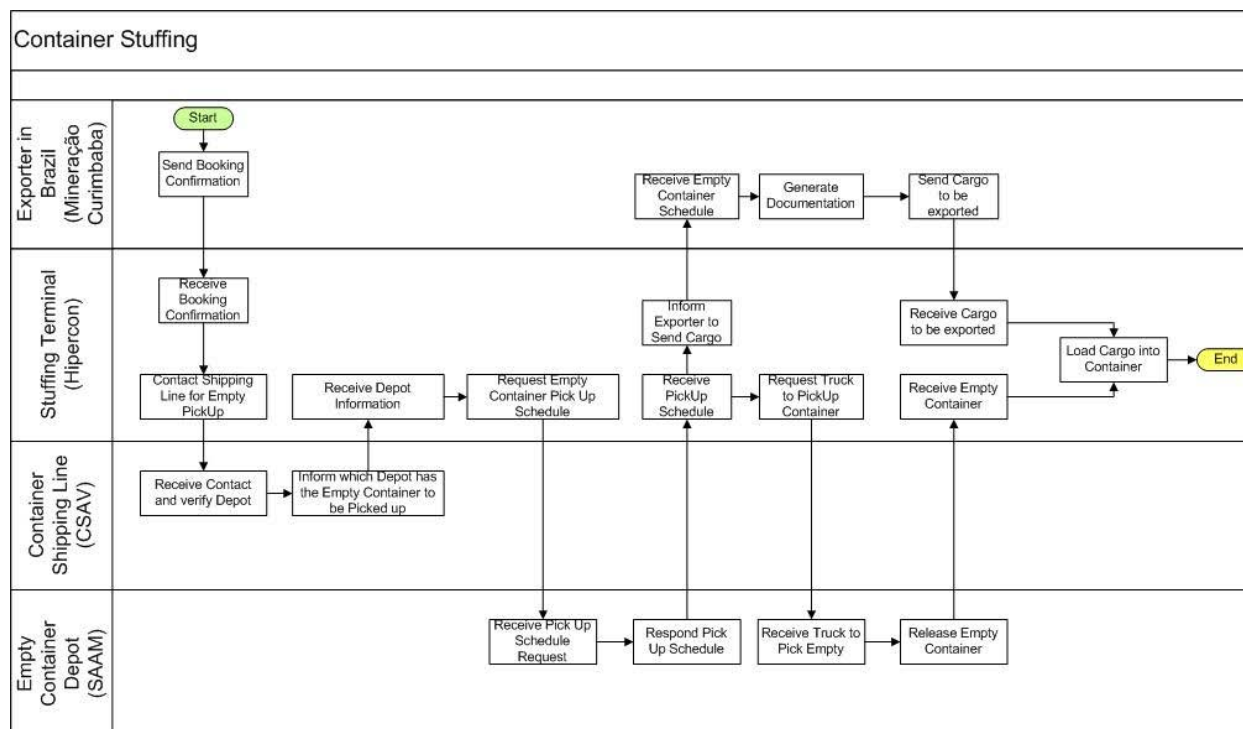 Container Stuffing
Exporter in
Brazil
(Mineração
Curimbaba)
Start
Send Booking
Confirmation
Receive Empty
Container
Schedule
Generate
Documentation
Send Cargo
to be
exported
Stuffing Terminal
(Hipercon)
Receive
Booking
Confirmation
Contact Shipping
Line for Empty
PickUp
Receive Depot
Information
Request Empty
Container Pick Up
Schedule
Inform
Exporter to
Send Cargo
Receive
PickUp
Schedule
Request Truck
to PickUp
Container
Receive Cargo
to be exported
Receive Empty
Container
Load Cargo into
Container
End
Container
Shipping Line
(CSAV)
Receive Contact
and verify Depot
Inform which Depot has
the Empty Container to
be Picked up
Empty
Container
Depot
(SAAM)
Receive Pick Up
Schedule
Request
Respond Pick
Up Schedule
Receive Truck to
Pick Empty
Release Empty
Container